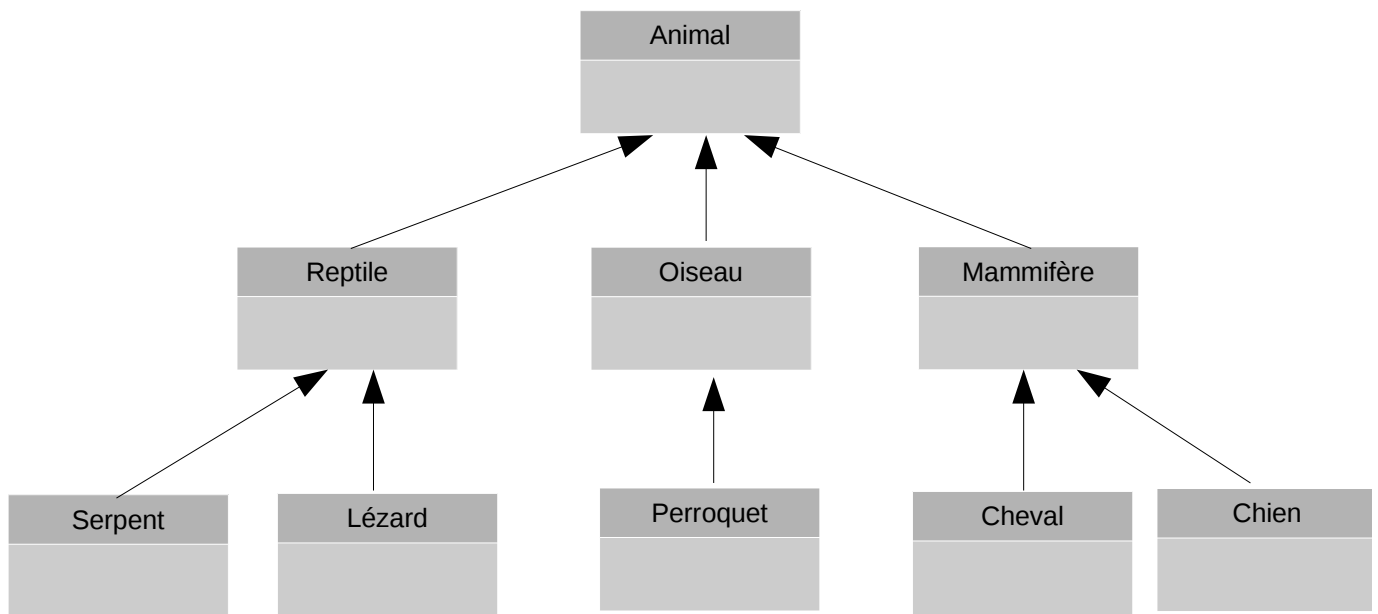 Animal
Reptile
Oiseau
Mammifère
Serpent
Lézard
Perroquet
Cheval
Chien